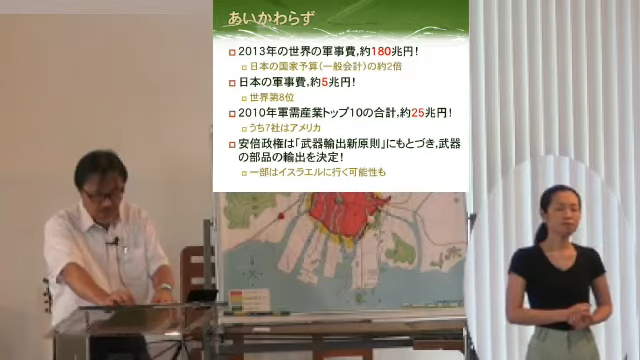 あいかわらず
2013年の世界の軍事費,約180兆円!
日本の国家予算(一般会計)の約2倍
日本の軍事費,約5兆円!
世界第8位
2010年軍需産業トップ10の合計,約25兆円!
うち7社はアメリカ
安倍政権は「武器輸出新原則」にもとづき,武器
の部品の輸出を決定!
一部はイスラエルに行く可能性も